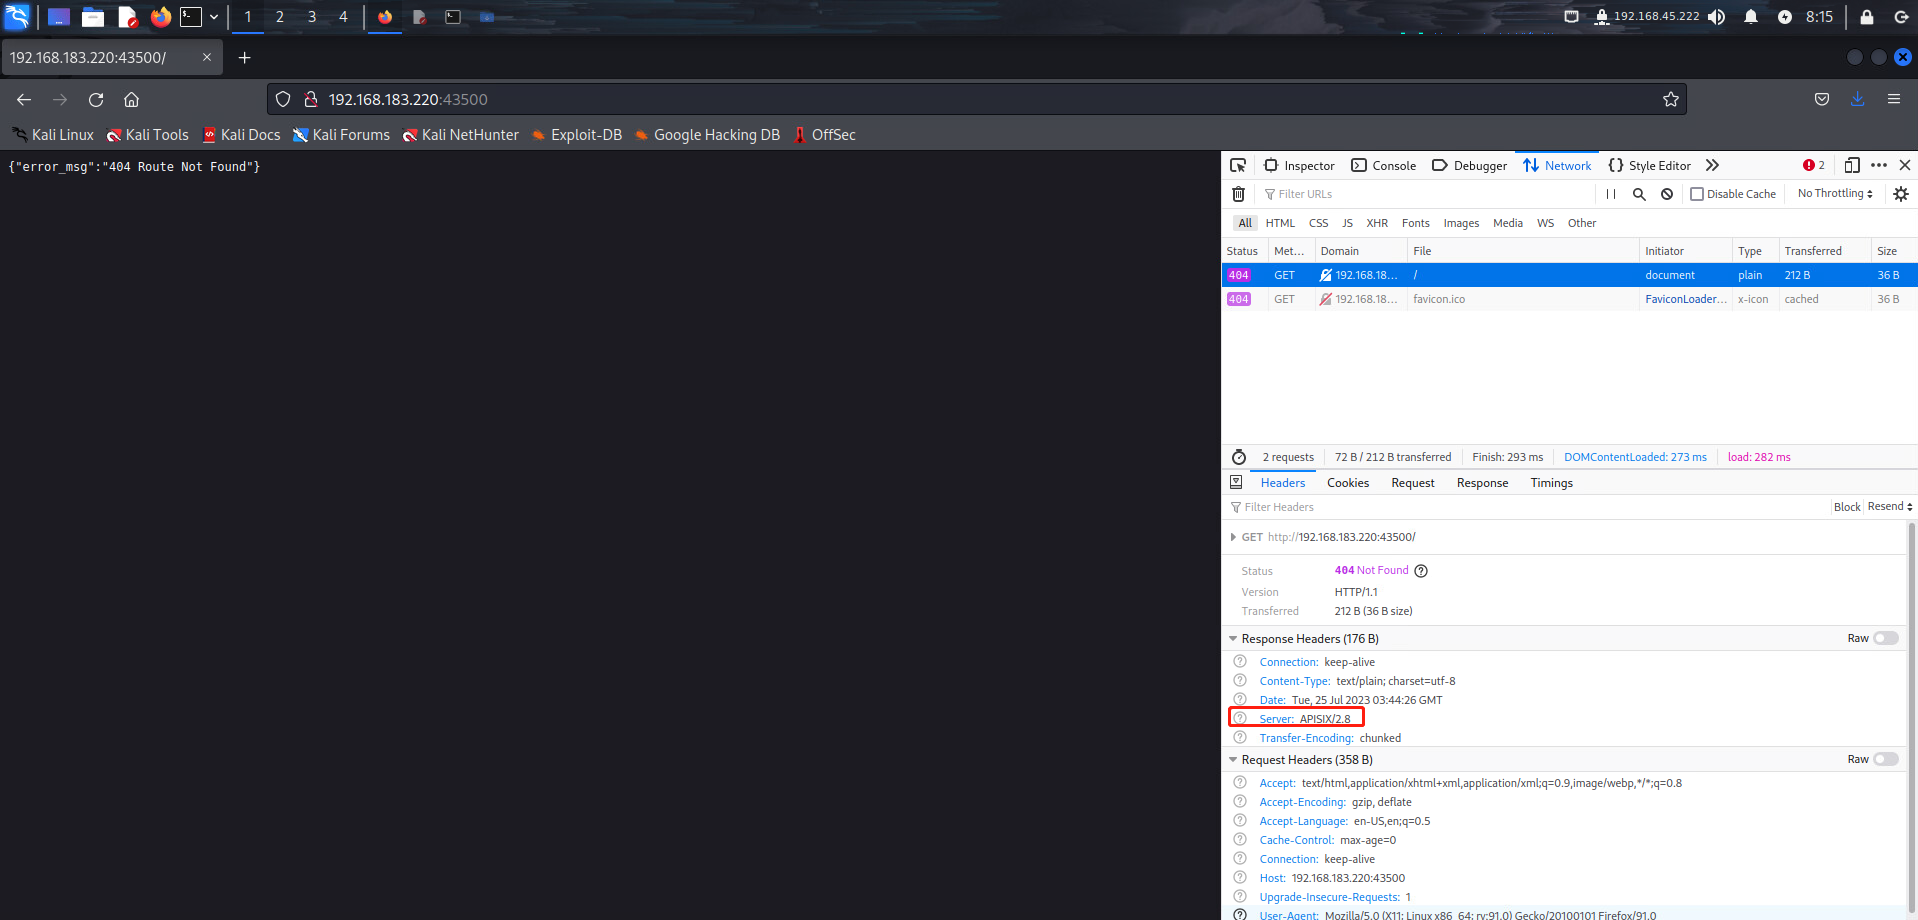 1 2 3 4 192.168.45.222 8:15
192.168.183.220:43500/
192.168.183.220:43500
Kali Linux Kali Tools Kali Docs Kali Forums Kali NetHunter Exploit-DB Google Hacking DB OffSec
{"error_msg":"404 Route Not Found"}
Inspector Console Debugger Network Style Editor 2
Filter URLs Disable Cache No Throttling
All HTML CSS JS XHR Fonts Images Media WS Other
Status Met... Domain File Initiator Type Transferred Size
404 GET 192.168.18... / document plain 212 B 36 B
404 GET 192.168.18... favicon.ico FaviconLoader... x-icon cached 36 B
2 requests 72 B / 212 B transferred Finish: 293 ms DOMContentLoaded: 273 ms load: 282 ms
Headers Cookies Request Response Timings
Filter Headers Block Resend
GET http://192.168.183.220:43500/
Status 404 Not Found
Version HTTP/1.1
Transferred 212 B (36 B size)
Response Headers (176 B) Raw
Connection: keep-alive
Content-Type: text/plain; charset=utf-8
Date: Tue, 25 Jul 2023 03:44:26 GMT
Server: APISIX/2.8
Transfer-Encoding: chunked
Request Headers (358 B) Raw
Accept: text/html,application/xhtml+xml,application/xml;q=0.9,image/webp,*/*;q=0.8
Accept-Encoding: gzip, deflate
Accept-Language: en-US,en;q=0.5
Cache-Control: max-age=0
Connection: keep-alive
Host: 192.168.183.220:43500
Upgrade-Insecure-Requests: 1
User-Agent: Mozilla/5.0 (X11; Linux x86_64; rv:91.0) Gecko/20100101 Firefox/91.0